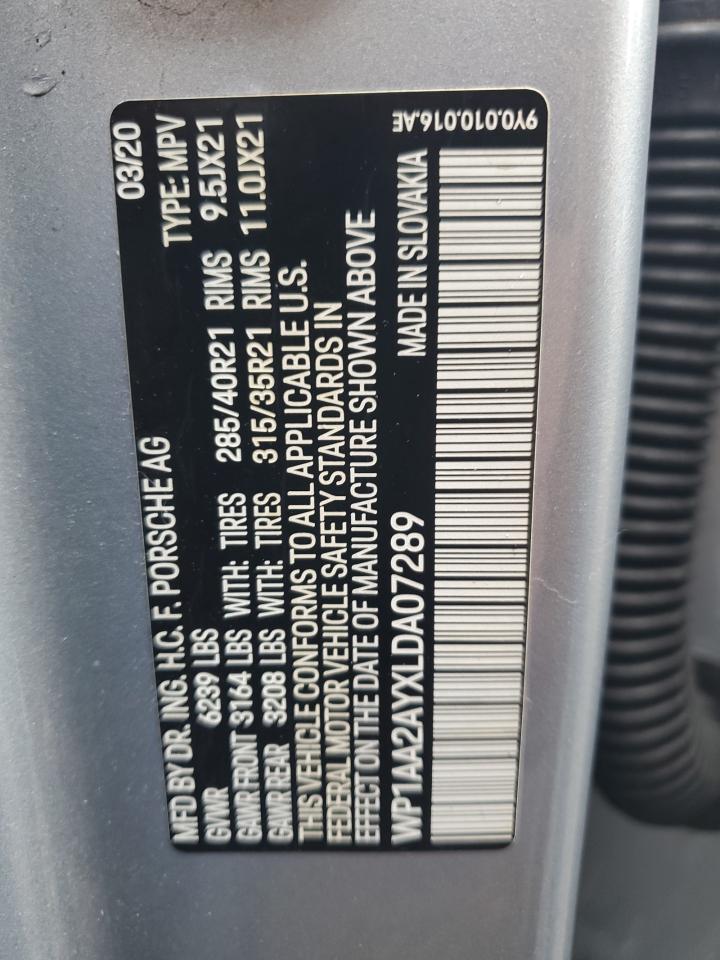 MFD BY DR. ING. H.C. F. PORSCHE AG 03/20
GVWR 6239 LBS TYPE: MPV
GAWR FRONT 3164 LBS WITH: TIRES 285/40R21 RIMS 9.5JX21
GAWR REAR 3208 LBS WITH: TIRES 315/35R21 RIMS 11.0JX21
THIS VEHICLE CONFORMS TO ALL APPLICABLE U.S.
FEDERAL MOTOR VEHICLE SAFETY STANDARDS IN
EFFECT ON THE DATE OF MANUFACTURE SHOWN ABOVE
WP1AA2AYXLDA07289 MADE IN SLOVAKIA
9Y0.010.016.AE